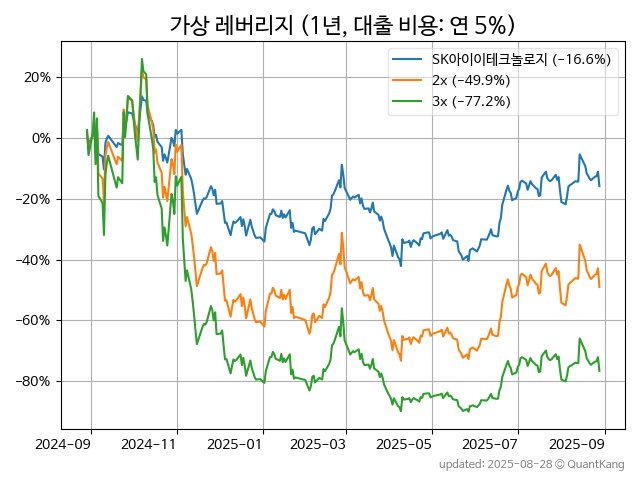 가상 레버리지 (1년, 대출 비용: 연 5%)
SK아이이테크놀로지 (−16.6%)
2x (−49.9%)
3x (−77.2%)
20%
0%
−20%
−40%
−60%
−80%
2024-09 2024-11 2025-01 2025-03 2025-05 2025-07 2025-09
updated: 2025-08-28 © QuantKang